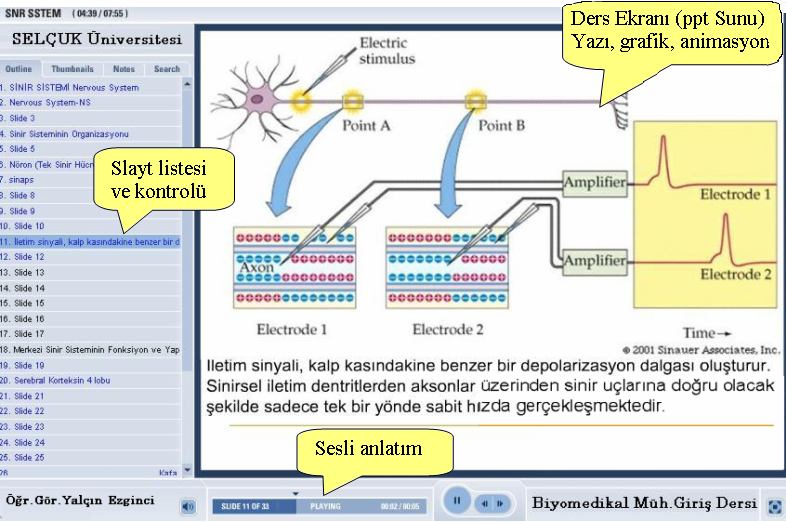 SNR SSTEM ( 04:39 / 07:55 )
SELÇUK Üniversitesi
Outline Thumbnails Notes Search
1. SİNİR SİSTEMİ Nervous System
2. Nervous System-NS
3. Slide 3
4. Sinir Sisteminin Organizasyonu
5. Slide 5
6. Nöron (Tek Sinir Hücr
7. sinaps
8. Slide 8
9. Slide 9
10. Slide 10
11. Iletim sinyali, kalp kasındakine benzer bir d
12. Slide 12
13. Slide 13
14. Slide 14
15. Slide 15
16. Slide 16
17. Slide 17
18. Merkezi Sinir Sisteminin Fonksiyon ve Yap
19. Slide 19
20. Serebral Korteksin 4 lobu
21. Slide 21
22. Slide 22
23. Slide 23
24. Slide 24
25. Slide 25
26. Kafa
Slayt listesi
ve kontrolü
Ders Ekranı (ppt Sunu)
Yazı, grafik, animasyon
Electric
stimulus
Point A
Point B
Amplifier
Electrode 1
Amplifier
Electrode 2
Axon
Electrode 1
Electrode 2
Time→
© 2001 Sinauer Associates, Inc.
Iletim sinyali, kalp kasındakine benzer bir depolarizasyon dalgası oluşturur.
Sinirsel iletim dentritlerden aksonlar üzerinden sinir uçlarına doğru olacak
şekilde sadece tek bir yönde sabit hızda gerçekleşmektedir.
Sesli anlatım
Öğr.Gör.Yalçın Ezginci
SLIDE 11 OF 33 PLAYING 00:02 / 00:05
Biyomedikal Müh.Giriş Dersi